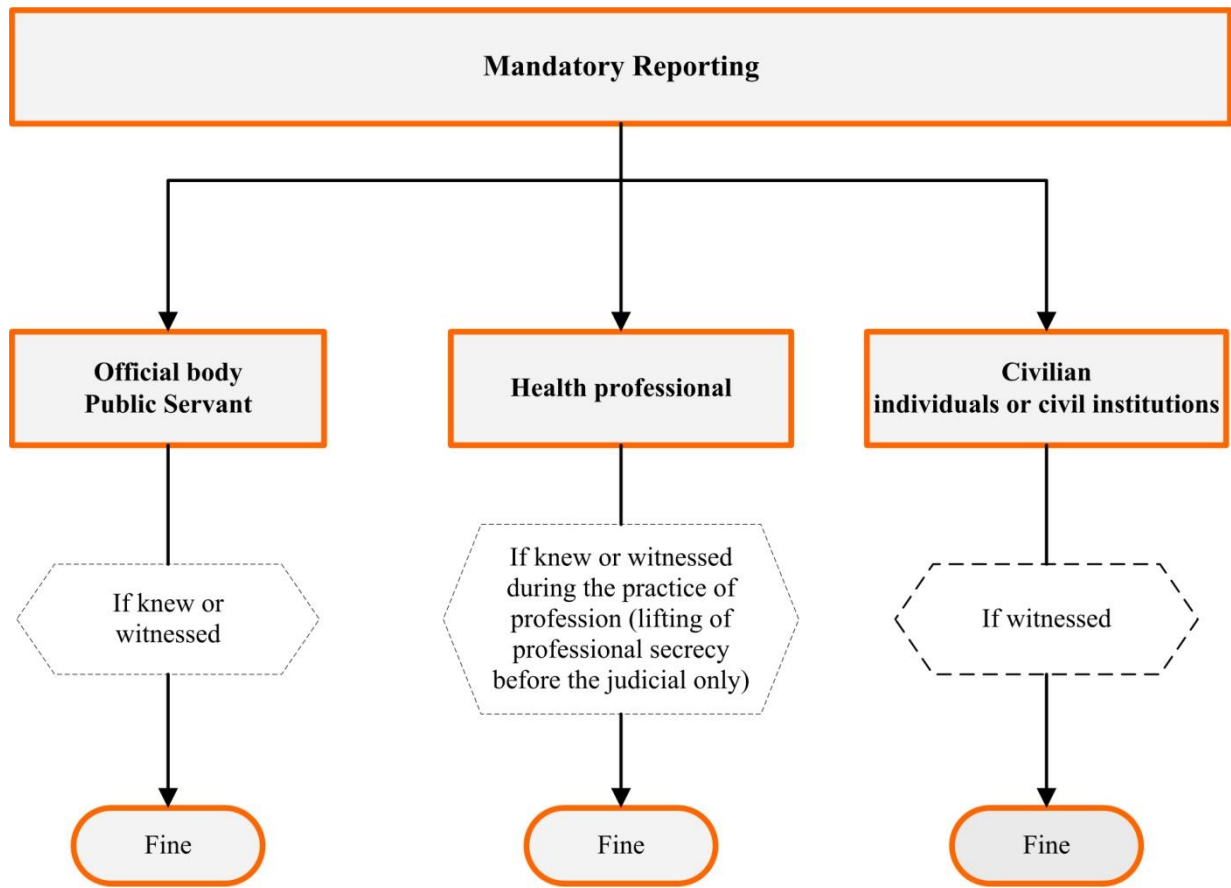 Mandatory Reporting
Official body
Public Servant
Health professional
Civilian
individuals or civil institutions
If knew or
witnessed
If knew or witnessed
during the practice of
profession (lifting of
professional secrecy
before the judicial only)
If witnessed
Fine
Fine
Fine